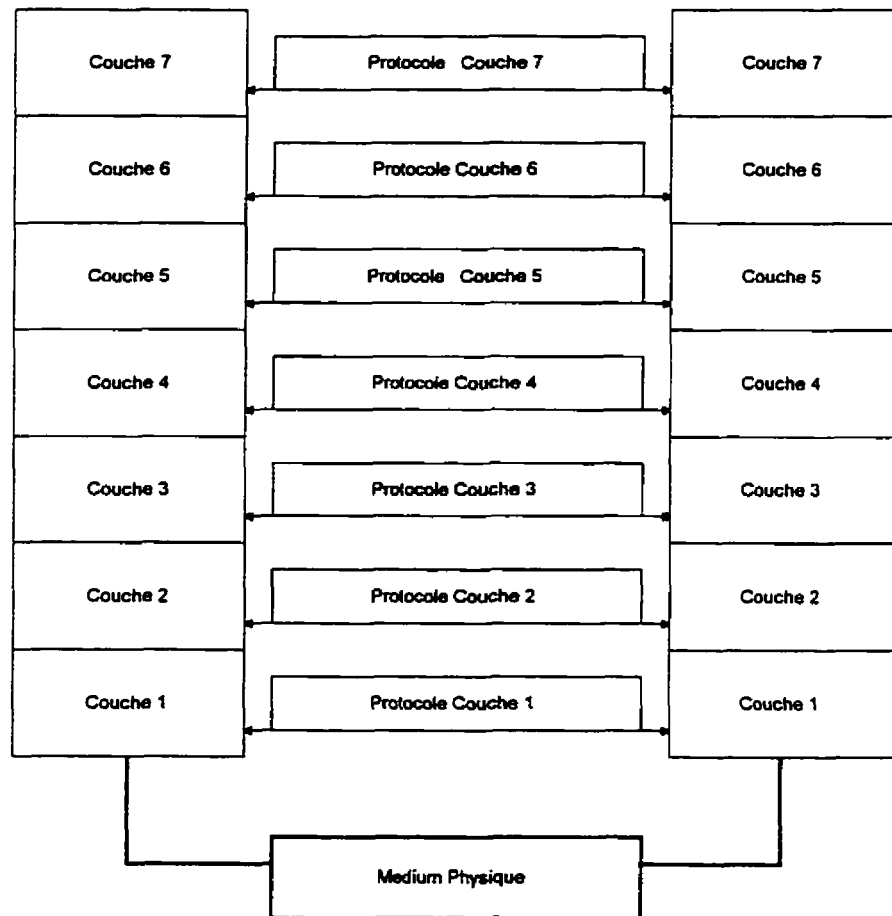 Couche 7 Protocole Couche 7 Couche 7
Couche 6 Protocole Couche 6 Couche 6
Couche 5 Protocole Couche 5 Couche 5
Couche 4 Protocole Couche 4 Couche 4
Couche 3 Protocole Couche 3 Couche 3
Couche 2 Protocole Couche 2 Couche 2
Couche 1 Protocole Couche 1 Couche 1
Medium Physique